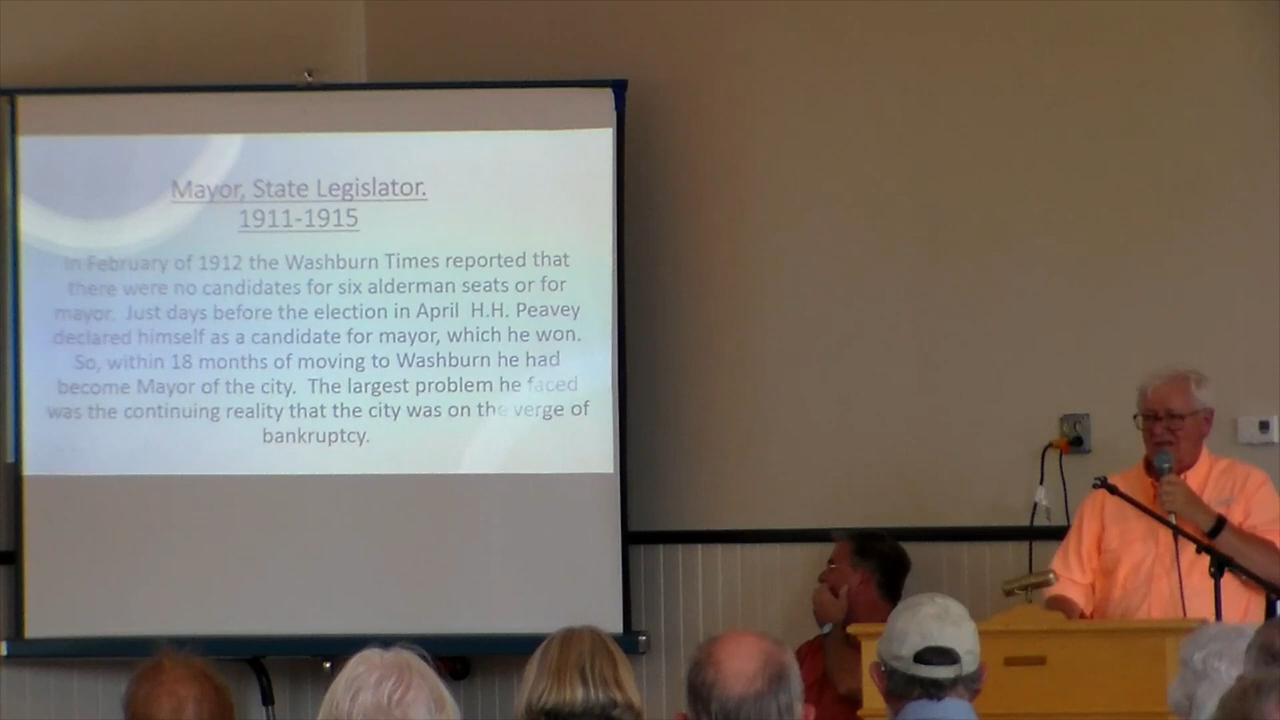 Mayor, State Legislator.
1911-1915
In February of 1912 the Washburn Times reported that
there were no candidates for six alderman seats or for
mayor. Just days before the election in April H.H. Peavey
declared himself as a candidate for mayor, which he won.
So, within 18 months of moving to Washburn he had
become Mayor of the city. The largest problem he faced
was the continuing reality that the city was on the verge of
bankruptcy.